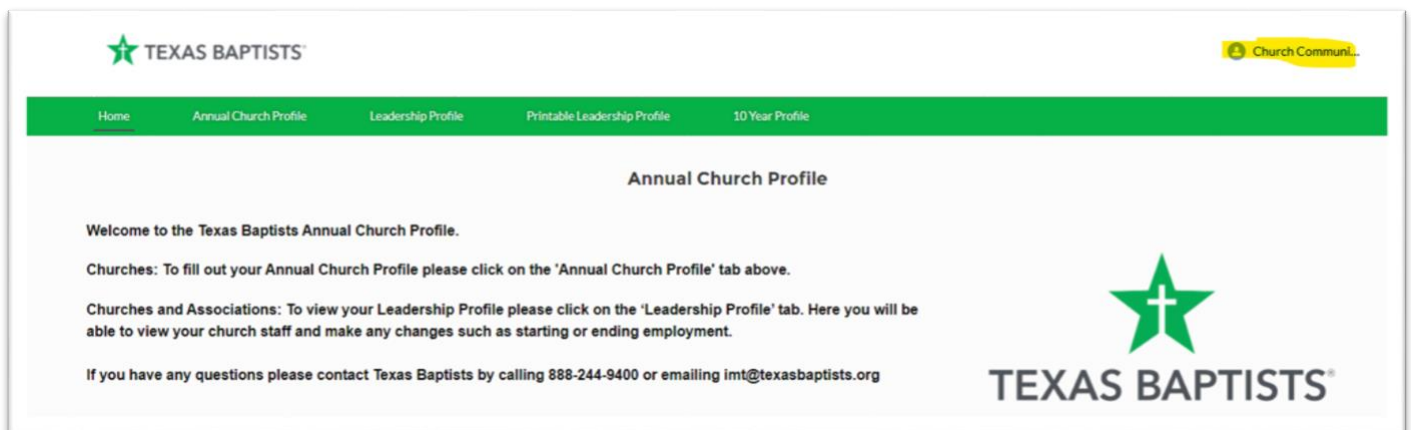 TEXAS BAPTISTS
Church Communi...
Home Annual Church Profile Leadership Profile Printable Leadership Profile 10 Year Profile
Annual Church Profile
Welcome to the Texas Baptists Annual Church Profile.
Churches: To fill out your Annual Church Profile please click on the 'Annual Church Profile' tab above.
Churches and Associations: To view your Leadership Profile please click on the ‘Leadership Profile’ tab. Here you will be
able to view your church staff and make any changes such as starting or ending employment.
If you have any questions please contact Texas Baptists by calling 888-244-9400 or emailing imt@texasbaptists.org
TEXAS BAPTISTS®